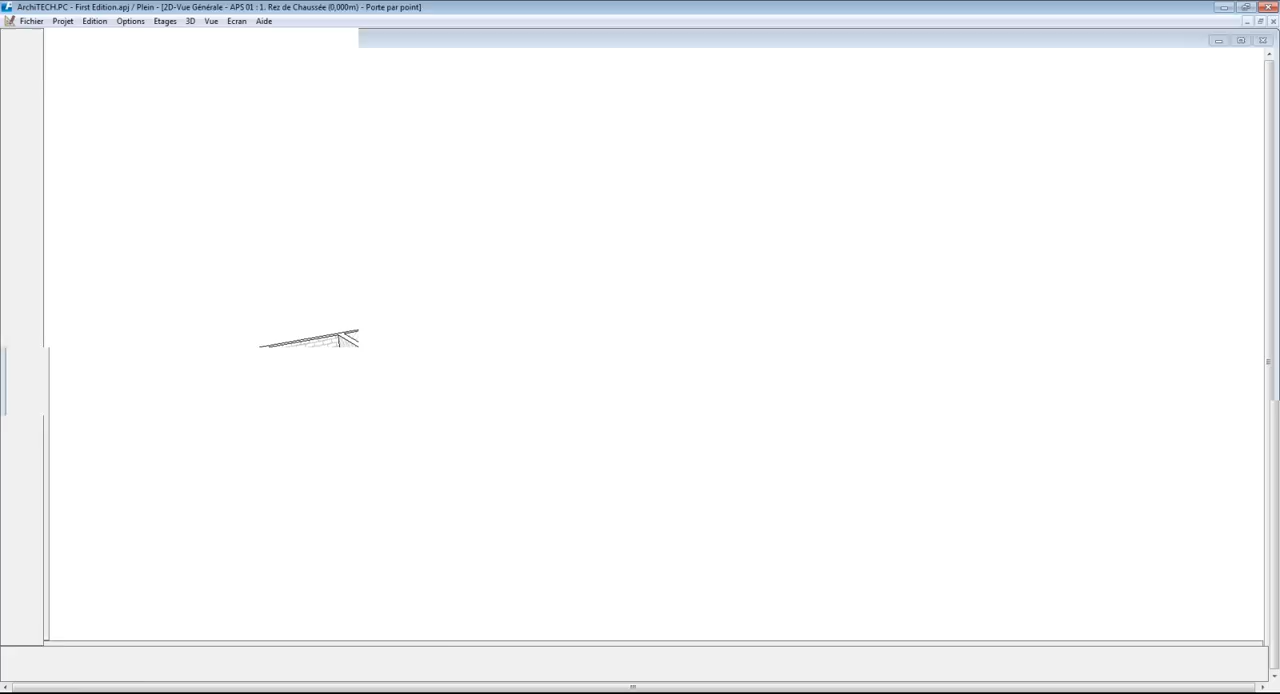 ArchiTECH.PC - First Edition.apj / Plein - [2D-Vue Générale - APS 01 : 1. Rez de Chaussée (0,000m) - Porte par point]
Fichier Projet Edition Options Etages 3D Vue Ecran Aide